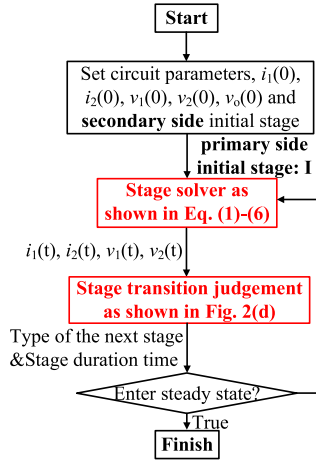 Start
Set circuit parameters, i₁(0),
i₂(0), v₁(0), v₂(0), vₒ(0) and
secondary side initial stage
primary side
initial stage: I
Stage solver as
shown in Eq. (1)-(6)
i₁(t), i₂(t), v₁(t), v₂(t)
Stage transition judgement
as shown in Fig. 2(d)
Type of the next stage
&Stage duration time
Enter steady state?
True
Finish